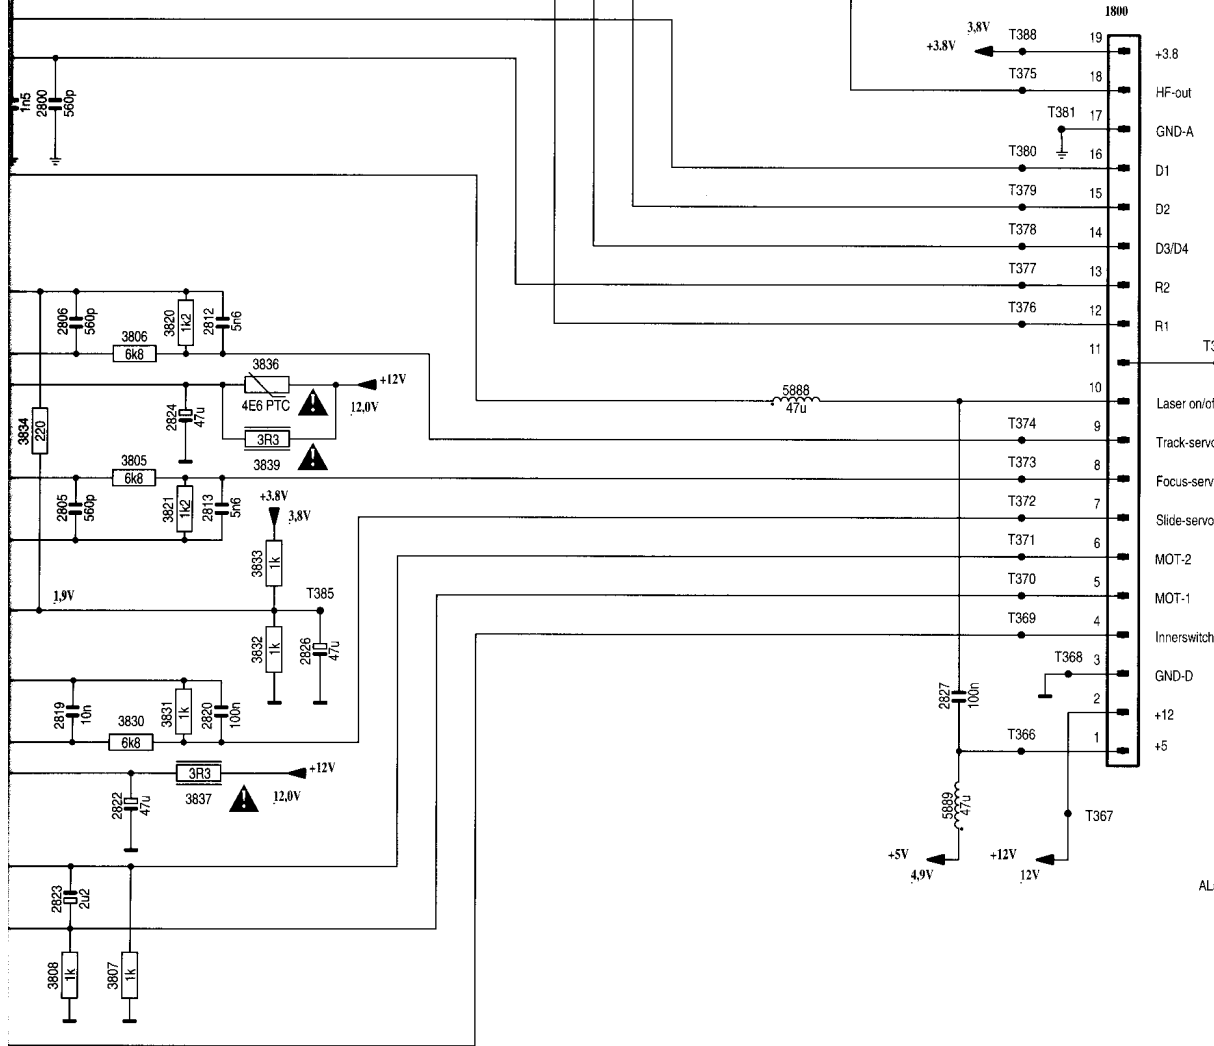 1800
3,8V
+3.8V
T388
19
+3.8
T375
18
HF-out
T381
17
GND-A
T380
16
D1
T379
15
D2
T378
14
D3/D4
T377
13
R2
T376
12
R1
11
10
Laser on/of
T374
9
Track-servo
T373
8
Focus-serv
T372
7
Slide-servo
T371
6
MOT-2
T370
5
MOT-1
T369
4
Innerswitch
T368
3
GND-D
2
+12
T366
1
+5
T367
1n5
2800
560p
2806
560p
3806
6k8
3820
1k2
2812
5n6
3836
4E6 PTC
+12V
12,0V
2824
47u
3R3
3839
3834
220
3805
6k8
2805
560p
3821
1k2
2813
5n6
+3.8V
3,8V
3833
1k
1,9V
T385
3832
1k
2826
47u
2819
10n
3830
6k8
3831
1k
2820
100n
3R3
3837
+12V
12,0V
2822
47u
2823
2u2
3808
1k
3807
1k
5888
47u
2827
100n
5889
47u
+5V
4,9V
+12V
12V
AL